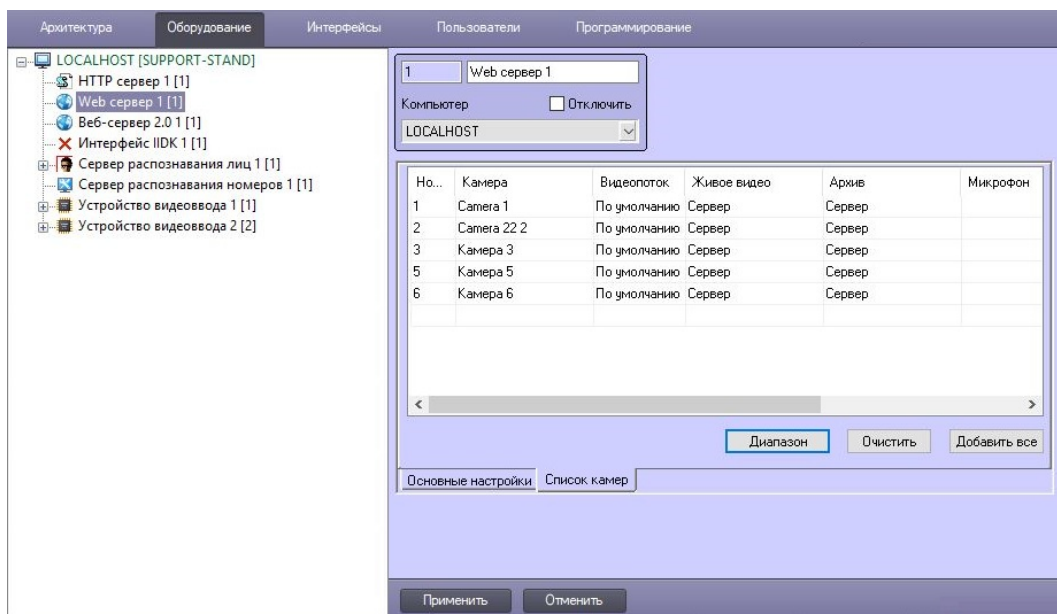 Архитектура Оборудование Интерфейсы Пользователи Программирование
LOCALHOST [SUPPORT-STAND]
HTTP сервер 1 [1]
Web сервер 1 [1]
Веб-сервер 2.0 1 [1]
Интерфейс IIDK 1 [1]
Сервер распознавания лиц 1 [1]
Сервер распознавания номеров 1 [1]
Устройство видеоввода 1 [1]
Устройство видеоввода 2 [2]
1 Web сервер 1
Компьютер Отключить
LOCALHOST
Но... Камера Видеопоток Живое видео Архив Микрофон
1 Camera 1 По умолчанию Сервер Сервер
2 Camera 22 2 По умолчанию Сервер Сервер
3 Камера 3 По умолчанию Сервер Сервер
5 Камера 5 По умолчанию Сервер Сервер
6 Камера 6 По умолчанию Сервер Сервер
Диапазон Очистить Добавить все
Основные настройки Список камер
Применить Отменить